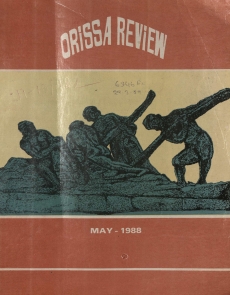 ORISSA REVIEW
MAY - 1988